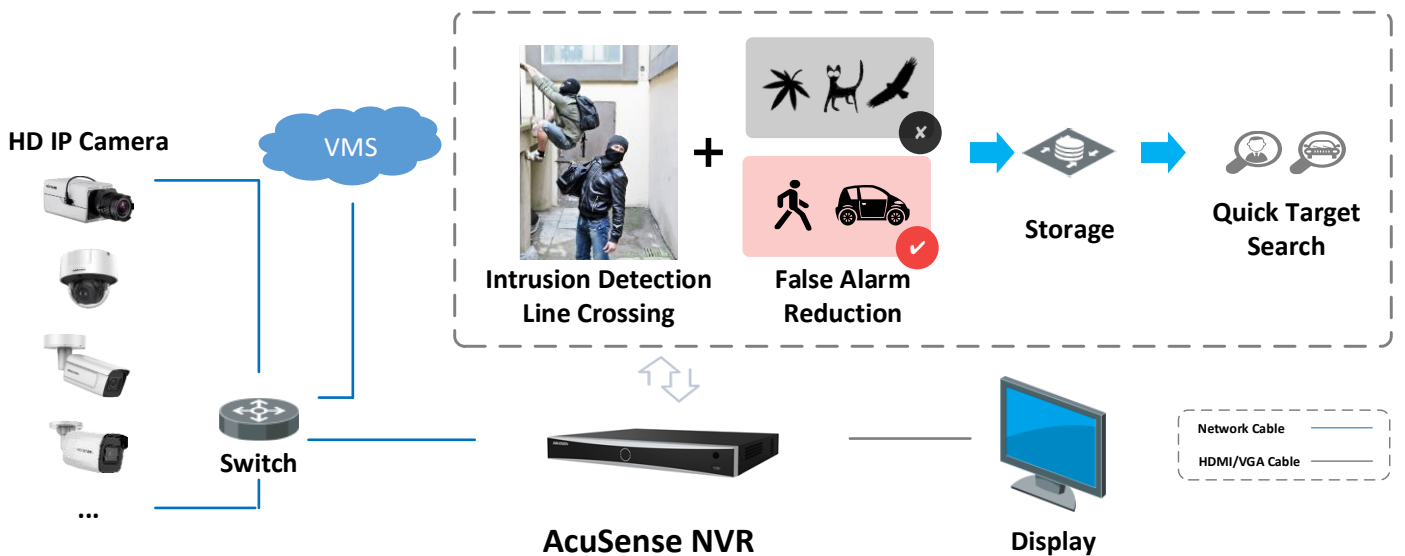 HD IP Camera
VMS
Intrusion Detection
Line Crossing
+
False Alarm
Reduction
Storage
Quick Target
Search
Switch
...
AcuSense NVR
HIKVISION
Display
Network Cable
HDMI/VGA Cable